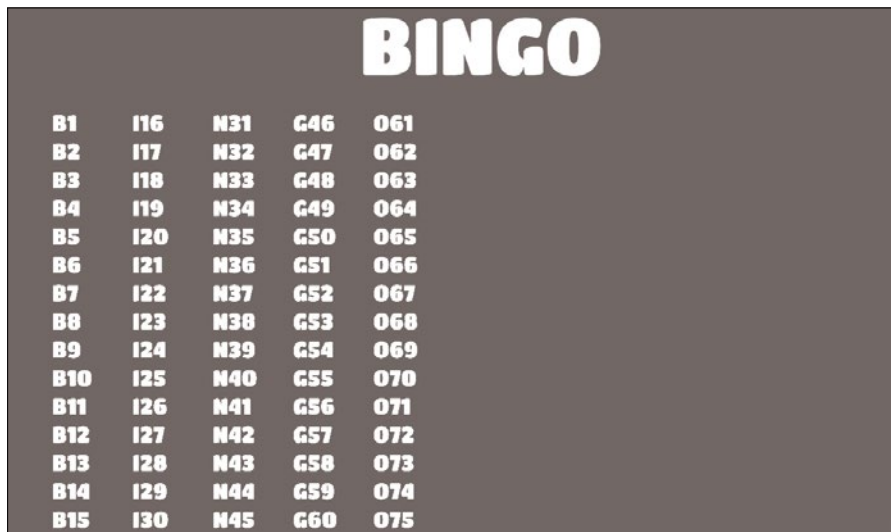 BINGO
B1 I16 N31 G46 O61
B2 I17 N32 G47 O62
B3 I18 N33 G48 O63
B4 I19 N34 G49 O64
B5 I20 N35 G50 O65
B6 I21 N36 G51 O66
B7 I22 N37 G52 O67
B8 I23 N38 G53 O68
B9 I24 N39 G54 O69
B10 I25 N40 G55 O70
B11 I26 N41 G56 O71
B12 I27 N42 G57 O72
B13 I28 N43 G58 O73
B14 I29 N44 G59 O74
B15 I30 N45 G60 O75